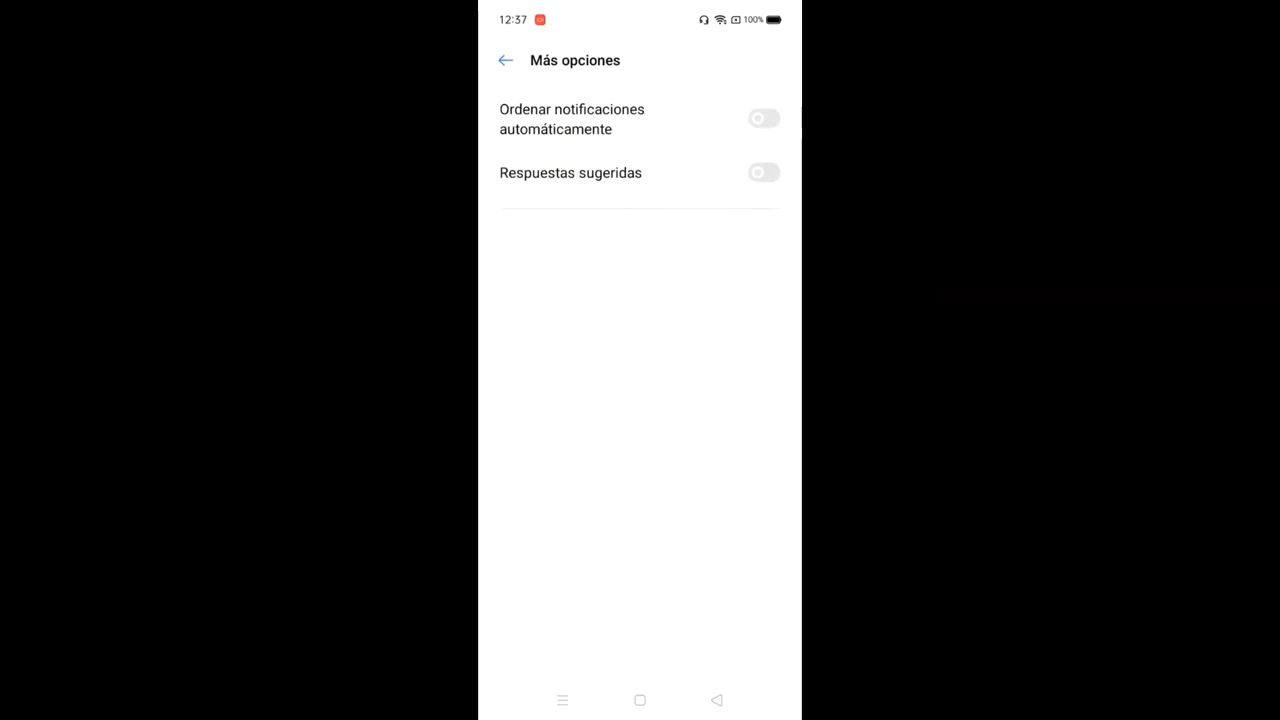 12:37
100%
Más opciones
Ordenar notificaciones
automáticamente
Respuestas sugeridas